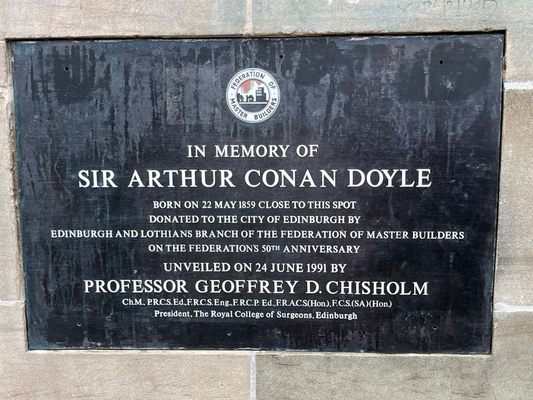 FEDERATION OF
MASTER BUILDERS
IN MEMORY OF
SIR ARTHUR CONAN DOYLE
BORN ON 22 MAY 1859 CLOSE TO THIS SPOT
DONATED TO THE CITY OF EDINBURGH BY
EDINBURGH AND LOTHIANS BRANCH OF THE FEDERATION OF MASTER BUILDERS
ON THE FEDERATIONS 50TH ANNIVERSARY
UNVEILED ON 24 JUNE 1991 BY
PROFESSOR GEOFFREY D. CHISHOLM
Ch.M., P.R.C.S.Ed., F.R.C.S. Eng., F.R.C.P. Ed., F.R.A.C.S.(Hon.), F.C.S.(SA)(Hon.)
President, The Royal College of Surgeons, Edinburgh